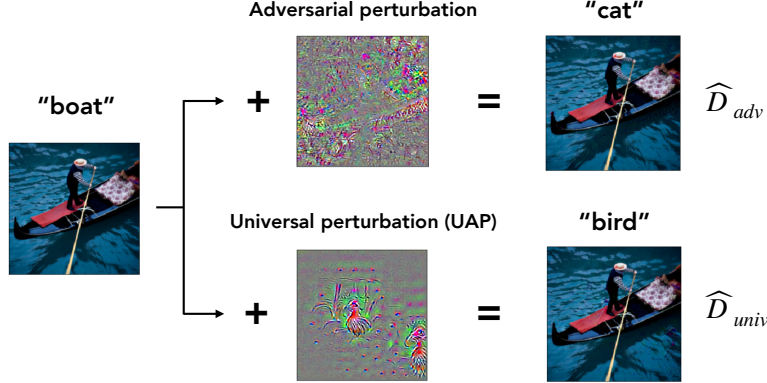 Adversarial perturbation
"cat"
"boat"
+
=
D̂ adv
Universal perturbation (UAP)
"bird"
+
=
D̂ univ